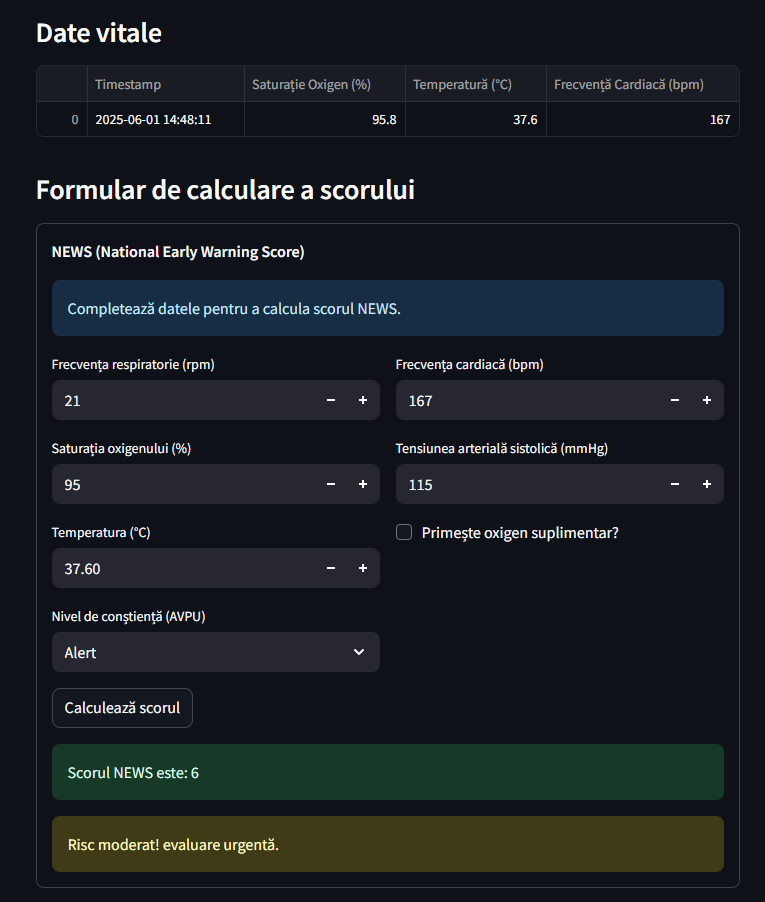 Date vitale
Timestamp Saturație Oxigen (%) Temperatură (°C) Frecvență Cardiacă (bpm)
0 2025-06-01 14:48:11 95.8 37.6 167
Formular de calculare a scorului
NEWS (National Early Warning Score)
Completează datele pentru a calcula scorul NEWS.
Frecvența respiratorie (rpm) Frecvența cardiacă (bpm)
21 − + 167 − +
Saturația oxigenului (%) Tensiunea arterială sistolică (mmHg)
95 − + 115 − +
Temperatura (°C) Primește oxigen suplimentar?
37.60 − +
Nivel de conștiență (AVPU)
Alert
Calculează scorul
Scorul NEWS este: 6
Risc moderat! evaluare urgentă.